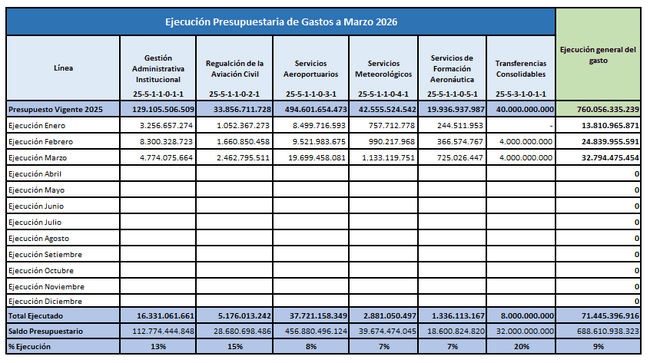 Ejecución Presupuestaria de Gastos a Marzo 2026
Línea Gestión Administrativa Institucional 25-5-1-1-0-1-1 Regualción de la Aviación Civil 25-5-1-1-0-2-1 Servicios Aeroportuarios 25-5-1-1-0-3-1 Servicios Meteorológicos 25-5-1-1-0-4-1 Servicios de Formación Aeronáutica 25-5-1-1-0-5-1 Transferencias Consolidables 25-5-3-1-0-1-1 Ejecución general del gasto
Presupuesto Vigente 2025 129.105.506.509 33.856.711.728 494.601.654.473 42.555.524.542 19.936.937.987 40.000.000.000 760.056.335.239
Ejecución Enero 3.256.657.274 1.052.367.273 8.499.716.593 757.712.778 244.511.953 - 13.810.965.871
Ejecución Febrero 8.300.328.723 1.660.850.458 9.521.983.675 990.217.968 366.574.767 4.000.000.000 24.839.955.591
Ejecución Marzo 4.774.075.664 2.462.795.511 19.699.458.081 1.133.119.751 725.026.447 4.000.000.000 32.794.475.454
Ejecución Abril 0
Ejecución Mayo 0
Ejecución Junio 0
Ejecución Julio 0
Ejecución Agosto 0
Ejecución Setiembre 0
Ejecución Octubre 0
Ejecución Noviembre 0
Ejecución Diciembre 0
Total Ejecutado 16.331.061.661 5.176.013.242 37.721.158.349 2.881.050.497 1.336.113.167 8.000.000.000 71.445.396.916
Saldo Presupuestario 112.774.444.848 28.680.698.486 456.880.496.124 39.674.474.045 18.600.824.820 32.000.000.000 688.610.938.323
% Ejecución 13% 15% 8% 7% 7% 20% 9%